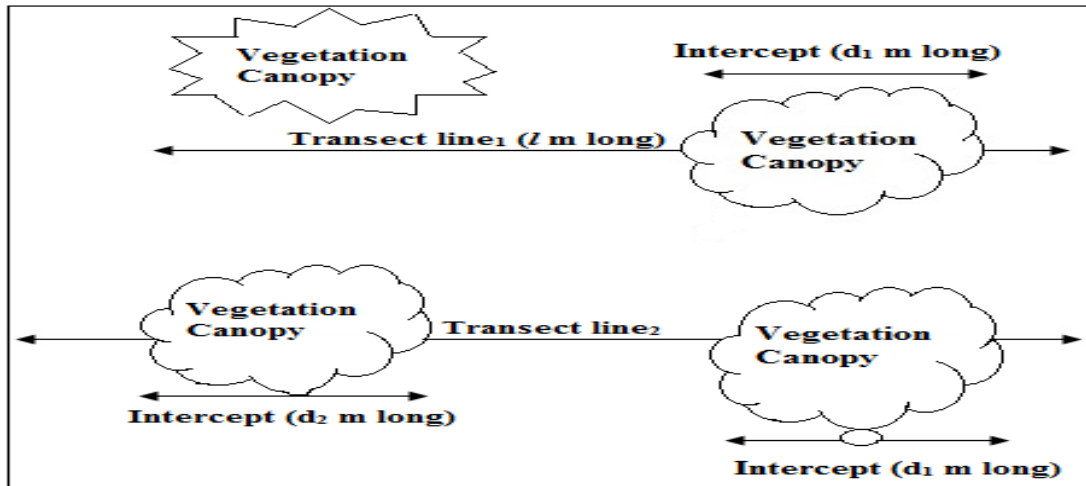 Vegetation
Canopy
Intercept (d₁ m long)
Transect line₁ (l m long)
Vegetation
Canopy
Vegetation
Canopy
Transect line₂
Vegetation
Canopy
Intercept (d₂ m long)
Intercept (d₁ m long)